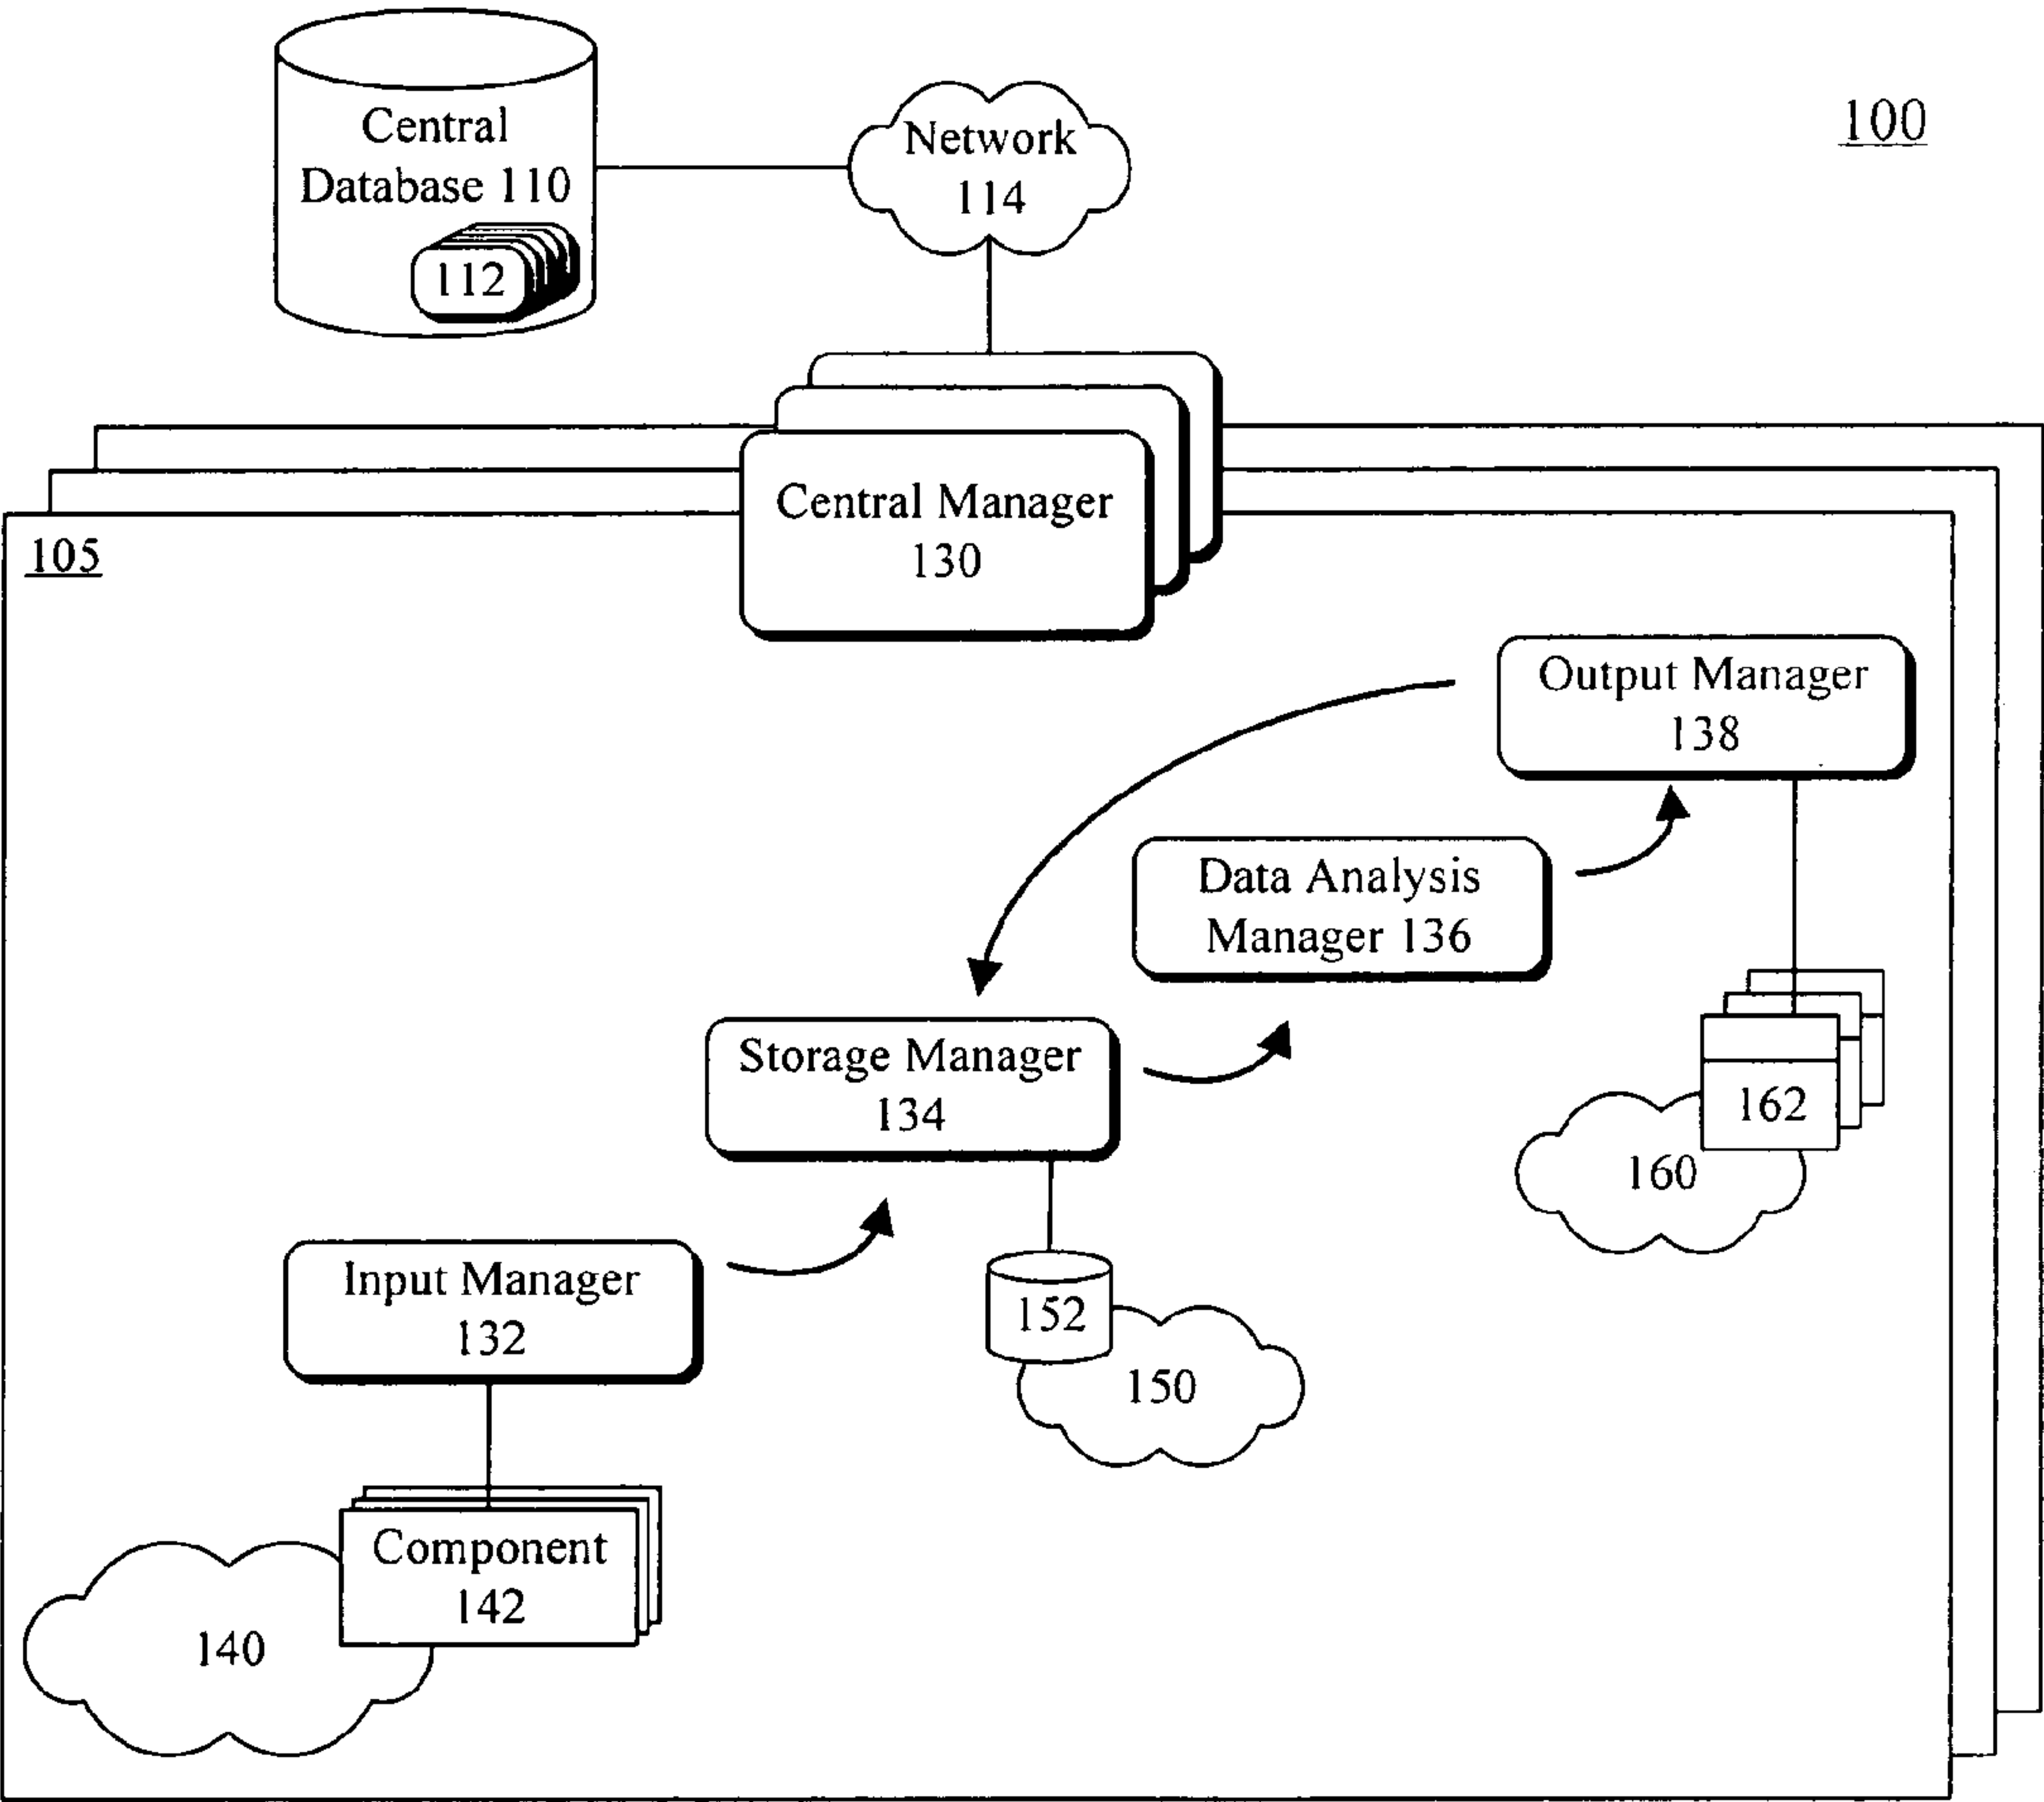 Central
Database 110
112
Network
114
100
Central Manager
130
105
Output Manager
138
Data Analysis
Manager 136
Storage Manager
134
162
160
Input Manager
132
152
150
Component
142
140